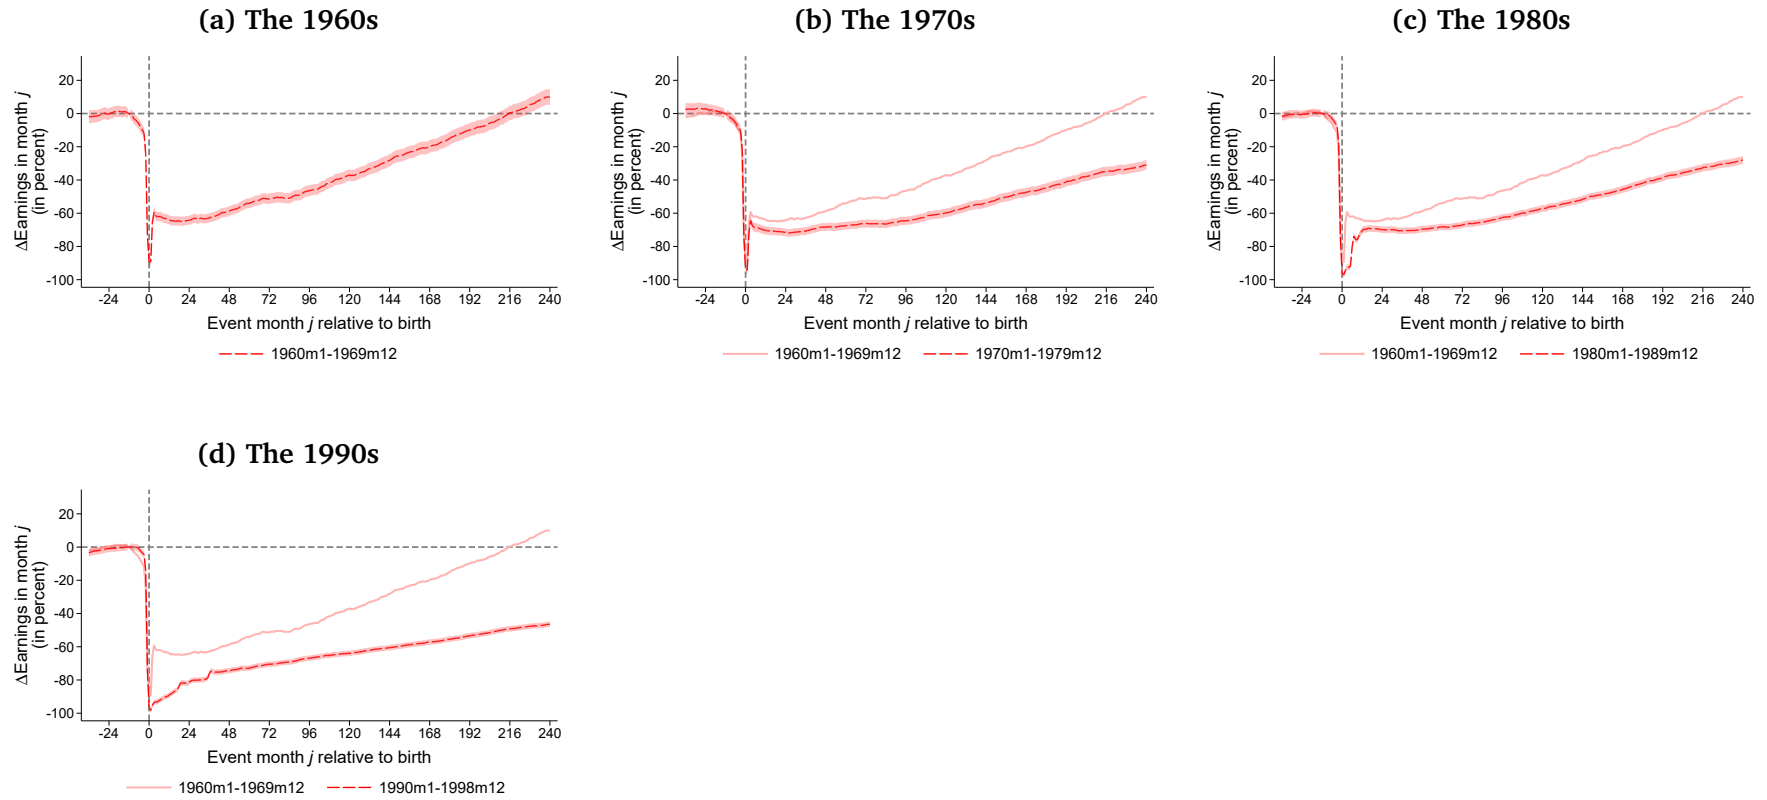 (a) The 1960s
20
0
-20
-40
-60
-80
-100
ΔEarnings in month j
(in percent)
-24 0 24 48 72 96 120 144 168 192 216 240
Event month j relative to birth
1960m1-1969m12
(b) The 1970s
20
0
-20
-40
-60
-80
-100
ΔEarnings in month j
(in percent)
-24 0 24 48 72 96 120 144 168 192 216 240
Event month j relative to birth
1960m1-1969m12 1970m1-1979m12
(c) The 1980s
20
0
-20
-40
-60
-80
-100
ΔEarnings in month j
(in percent)
-24 0 24 48 72 96 120 144 168 192 216 240
Event month j relative to birth
1960m1-1969m12 1980m1-1989m12
(d) The 1990s
20
0
-20
-40
-60
-80
-100
ΔEarnings in month j
(in percent)
-24 0 24 48 72 96 120 144 168 192 216 240
Event month j relative to birth
1960m1-1969m12 1990m1-1998m12